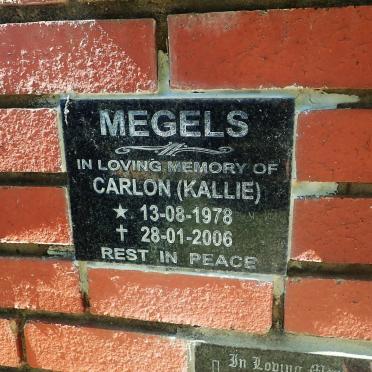 MEGELS
IN LOVING MEMORY OF
CARLON (KALLIE)
★ 13-08-1978
✝ 28-01-2006
REST IN PEACE
In Loving